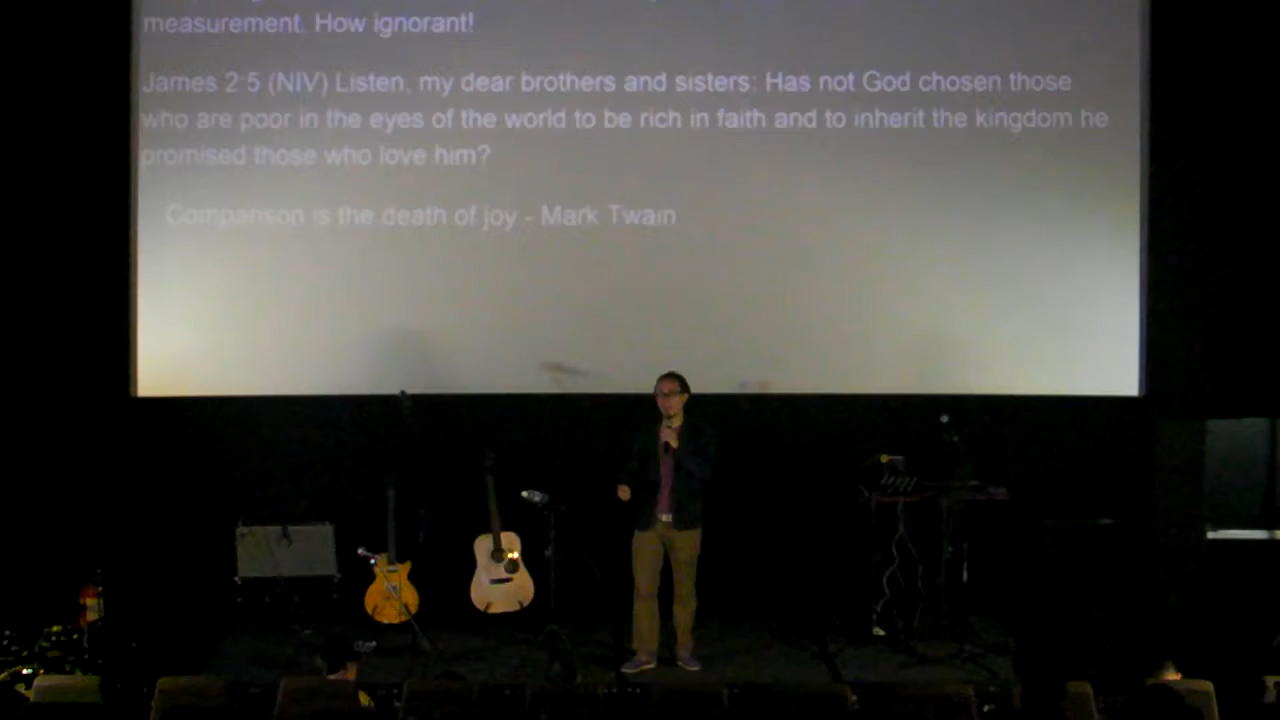 measurement. How ignorant!
James 2:5 (NIV) Listen, my dear brothers and sisters: Has not God chosen those
who are poor in the eyes of the world to be rich in faith and to inherit the kingdom he
promised those who love him?
Comparison is the death of joy - Mark Twain